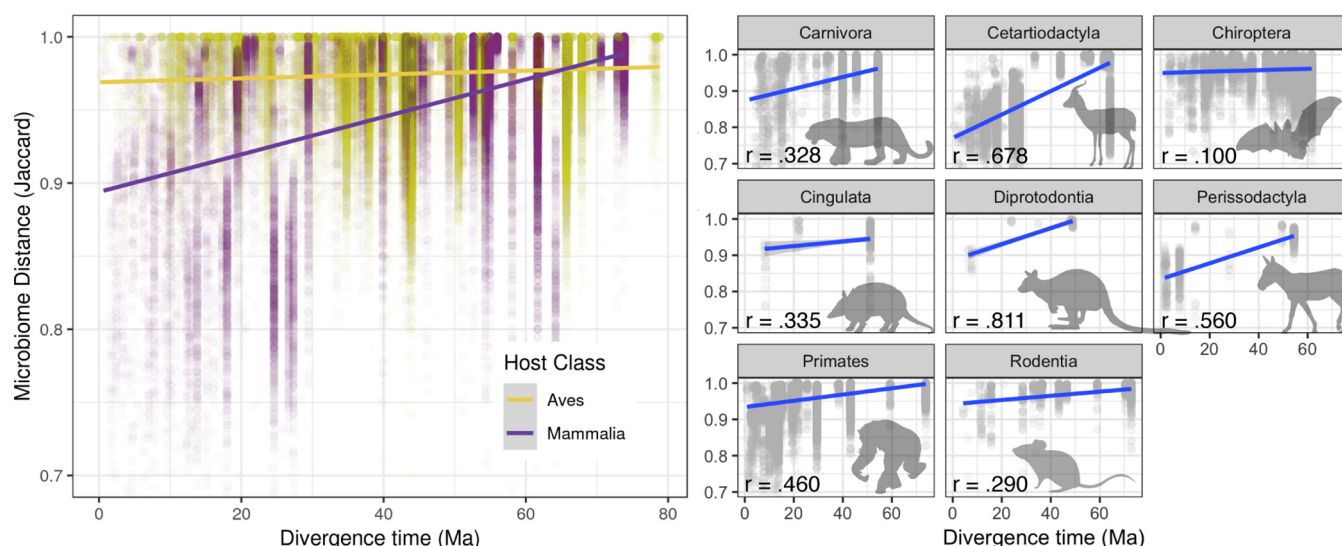 Microbiome Distance (Jaccard)
1.0
0.9
0.8
0.7
0
20
40
60
80
Divergence time (Ma)
Host Class
Aves
Mammalia
Carnivora
Cetartiodactyla
Chiroptera
1.0
0.9
0.8
0.7
r = .328
r = .678
r = .100
Cingulata
Diprotodontia
Perissodactyla
1.0
0.9
0.8
0.7
r = .335
r = .811
r = .560
0
20
40
60
Primates
Rodentia
1.0
0.9
0.8
0.7
r = .460
r = .290
0
20
40
60
0
20
40
60
Divergence time (Ma)